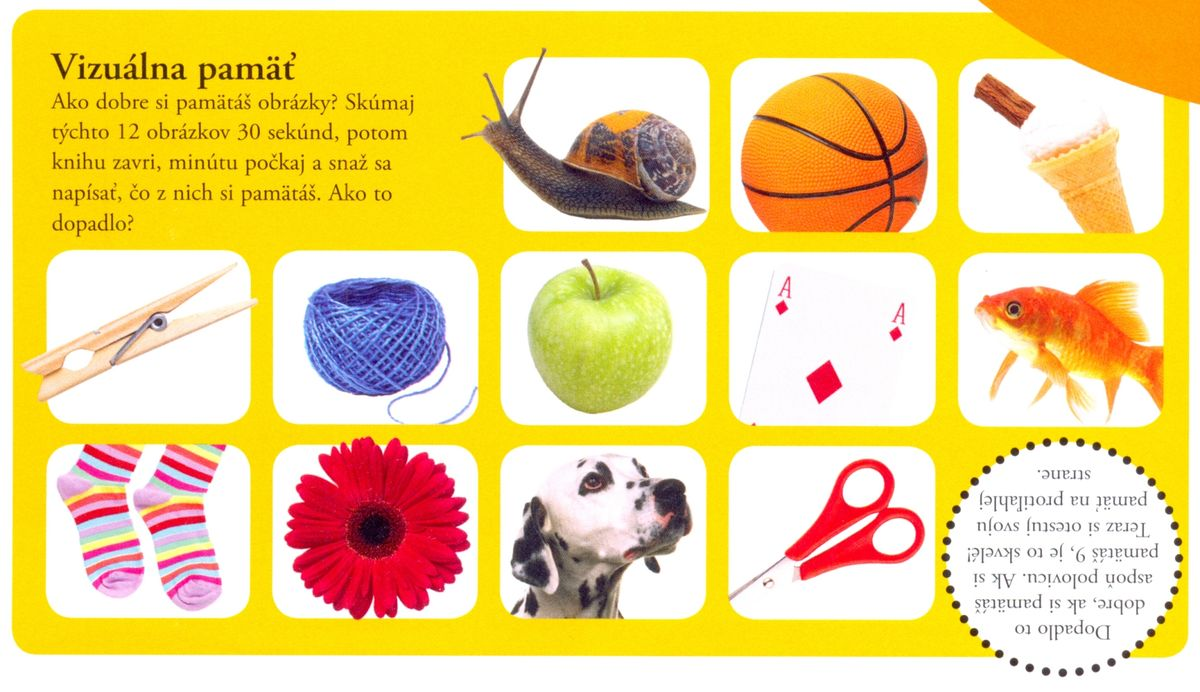 Vizuálna pamäť
Ako dobre si pamätáš obrázky? Skúmaj
týchto 12 obrázkov 30 sekúnd, potom
knihu zavri, minútu počkaj a snaž sa
napísať, čo z nich si pamätáš. Ako to
dopadlo?
A
A
Dopadlo to
dobre, ak si pamätáš
aspoň polovicu. Ak si
pamätáš 9, je to skvelé!
Teraz si otestuj svoju
pamäť na protiľahlej
strane.